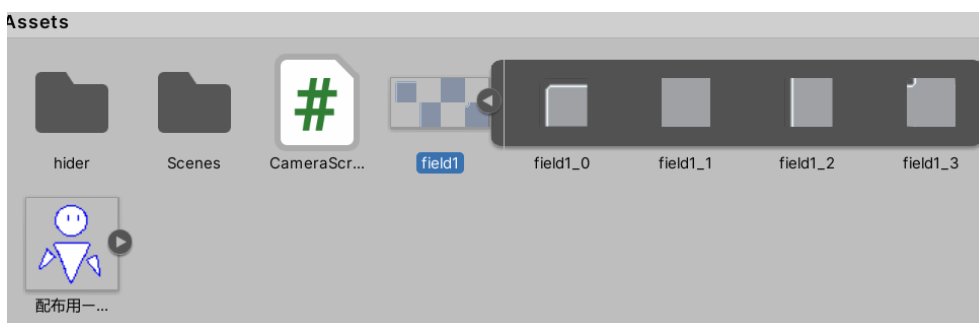 Assets
#
hider
Scenes
CameraScr...
field1
field1_0
field1_1
field1_2
field1_3
配布用一...